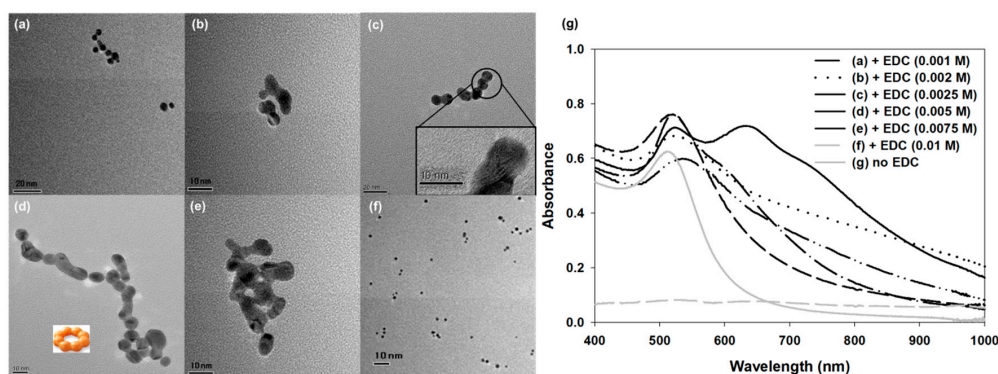 (a)
20 nm
(b)
10 nm
(c)
20 nm
10 nm
(d)
10 nm
(e)
10 nm
(f)
10 nm
(g)
1.0
0.8
0.6
0.4
0.2
0.0
Absorbance
400 500 600 700 800 900 1000
Wavelength (nm)
(a) + EDC (0.001 M)
(b) + EDC (0.002 M)
(c) + EDC (0.0025 M)
(d) + EDC (0.005 M)
(e) + EDC (0.0075 M)
(f) + EDC (0.01 M)
(g) no EDC